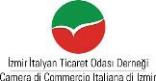 İzmir İtalyan Ticaret Odası Derneği
Camera di Commercio Italiana di Izmir